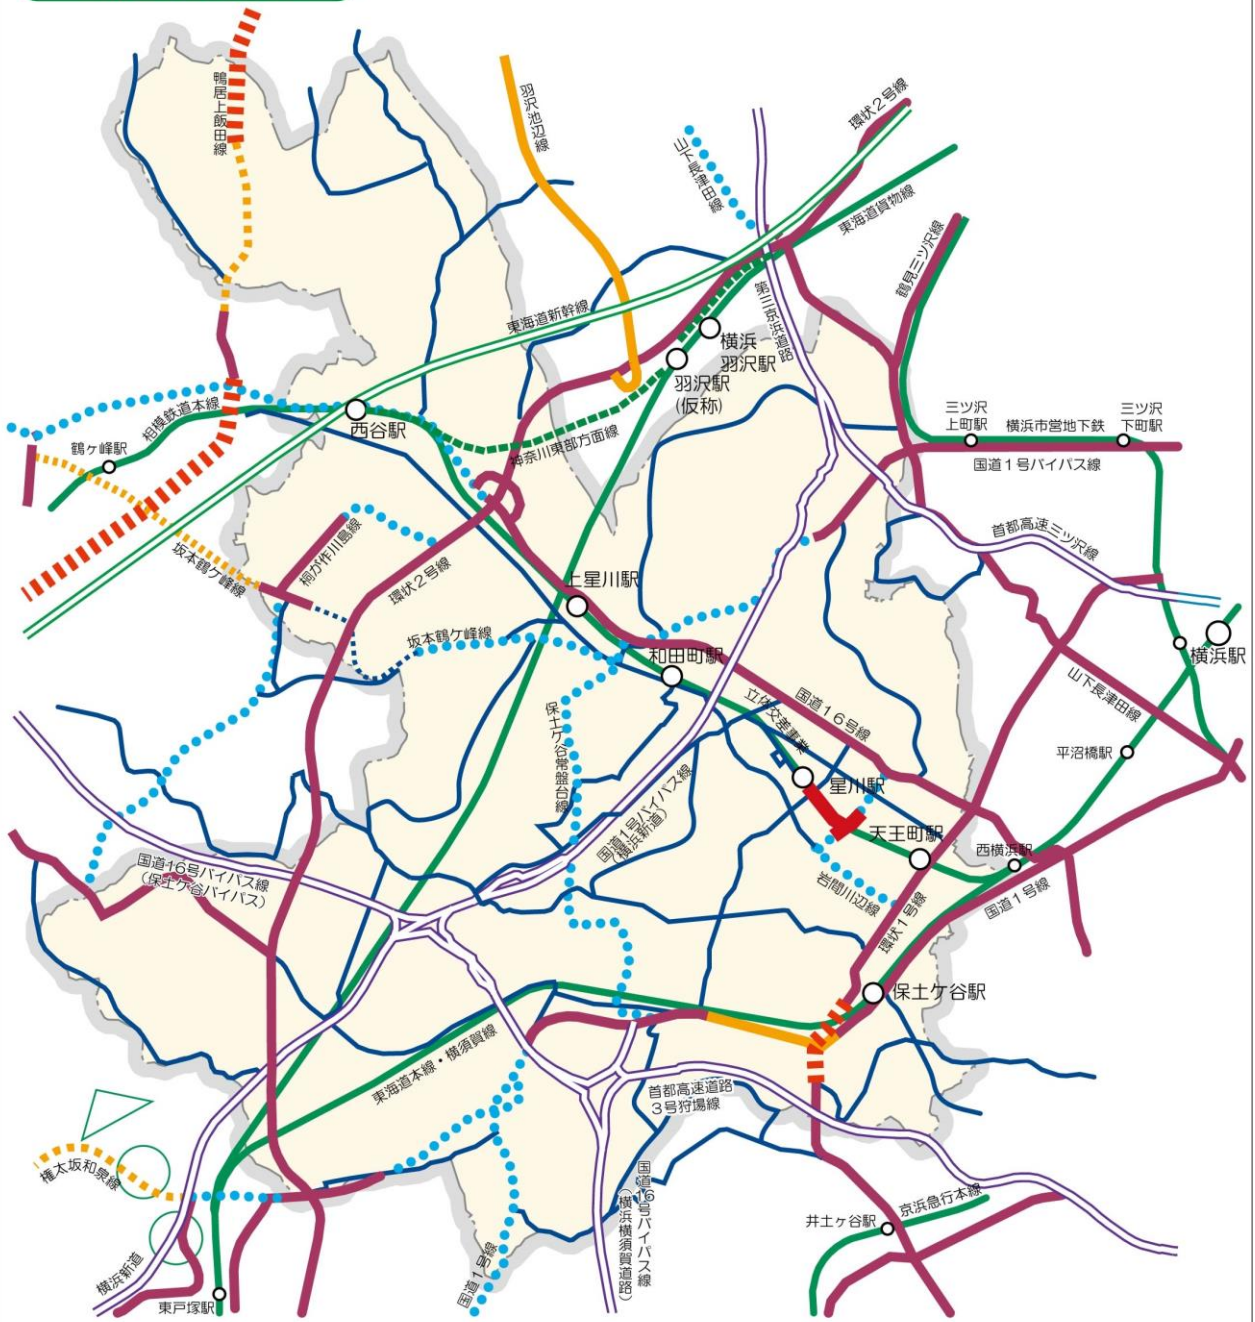 鴨居上飯田線
羽沢池辺線
環状2号線
山下長津田線
東海道貨物線
鶴見三ツ沢線
第三京浜道路
東海道新幹線
横浜
羽沢駅
羽沢駅
(仮称)
三ツ沢
上町駅
横浜市営地下鉄
三ツ沢
下町駅
国道1号バイパス線
相模鉄道本線
西谷駅
鶴ヶ峰駅
神奈川東部方面線
首都高速三ツ沢線
坂本鶴ケ峰線
桐が作川島線
環状2号線
上星川駅
坂本鶴ケ峰線
和田町駅
横浜駅
山下長津田線
国道16号線
立体交差事業
保土ケ谷常盤台線
平沼橋駅
星川駅
国道1号バイパス線
(横浜新道)
天王町駅
西横浜駅
国道16号バイパス線
(保土ケ谷バイパス)
岩間川辺線
国道1号線
環状1号線
保土ケ谷駅
東海道本線・横須賀線
首都高速道路
3号狩場線
権太坂和泉線
国道16号バイパス線
(横浜横須賀道路)
京浜急行本線
井土ヶ谷駅
横浜新道
国道1号線
東戸塚駅